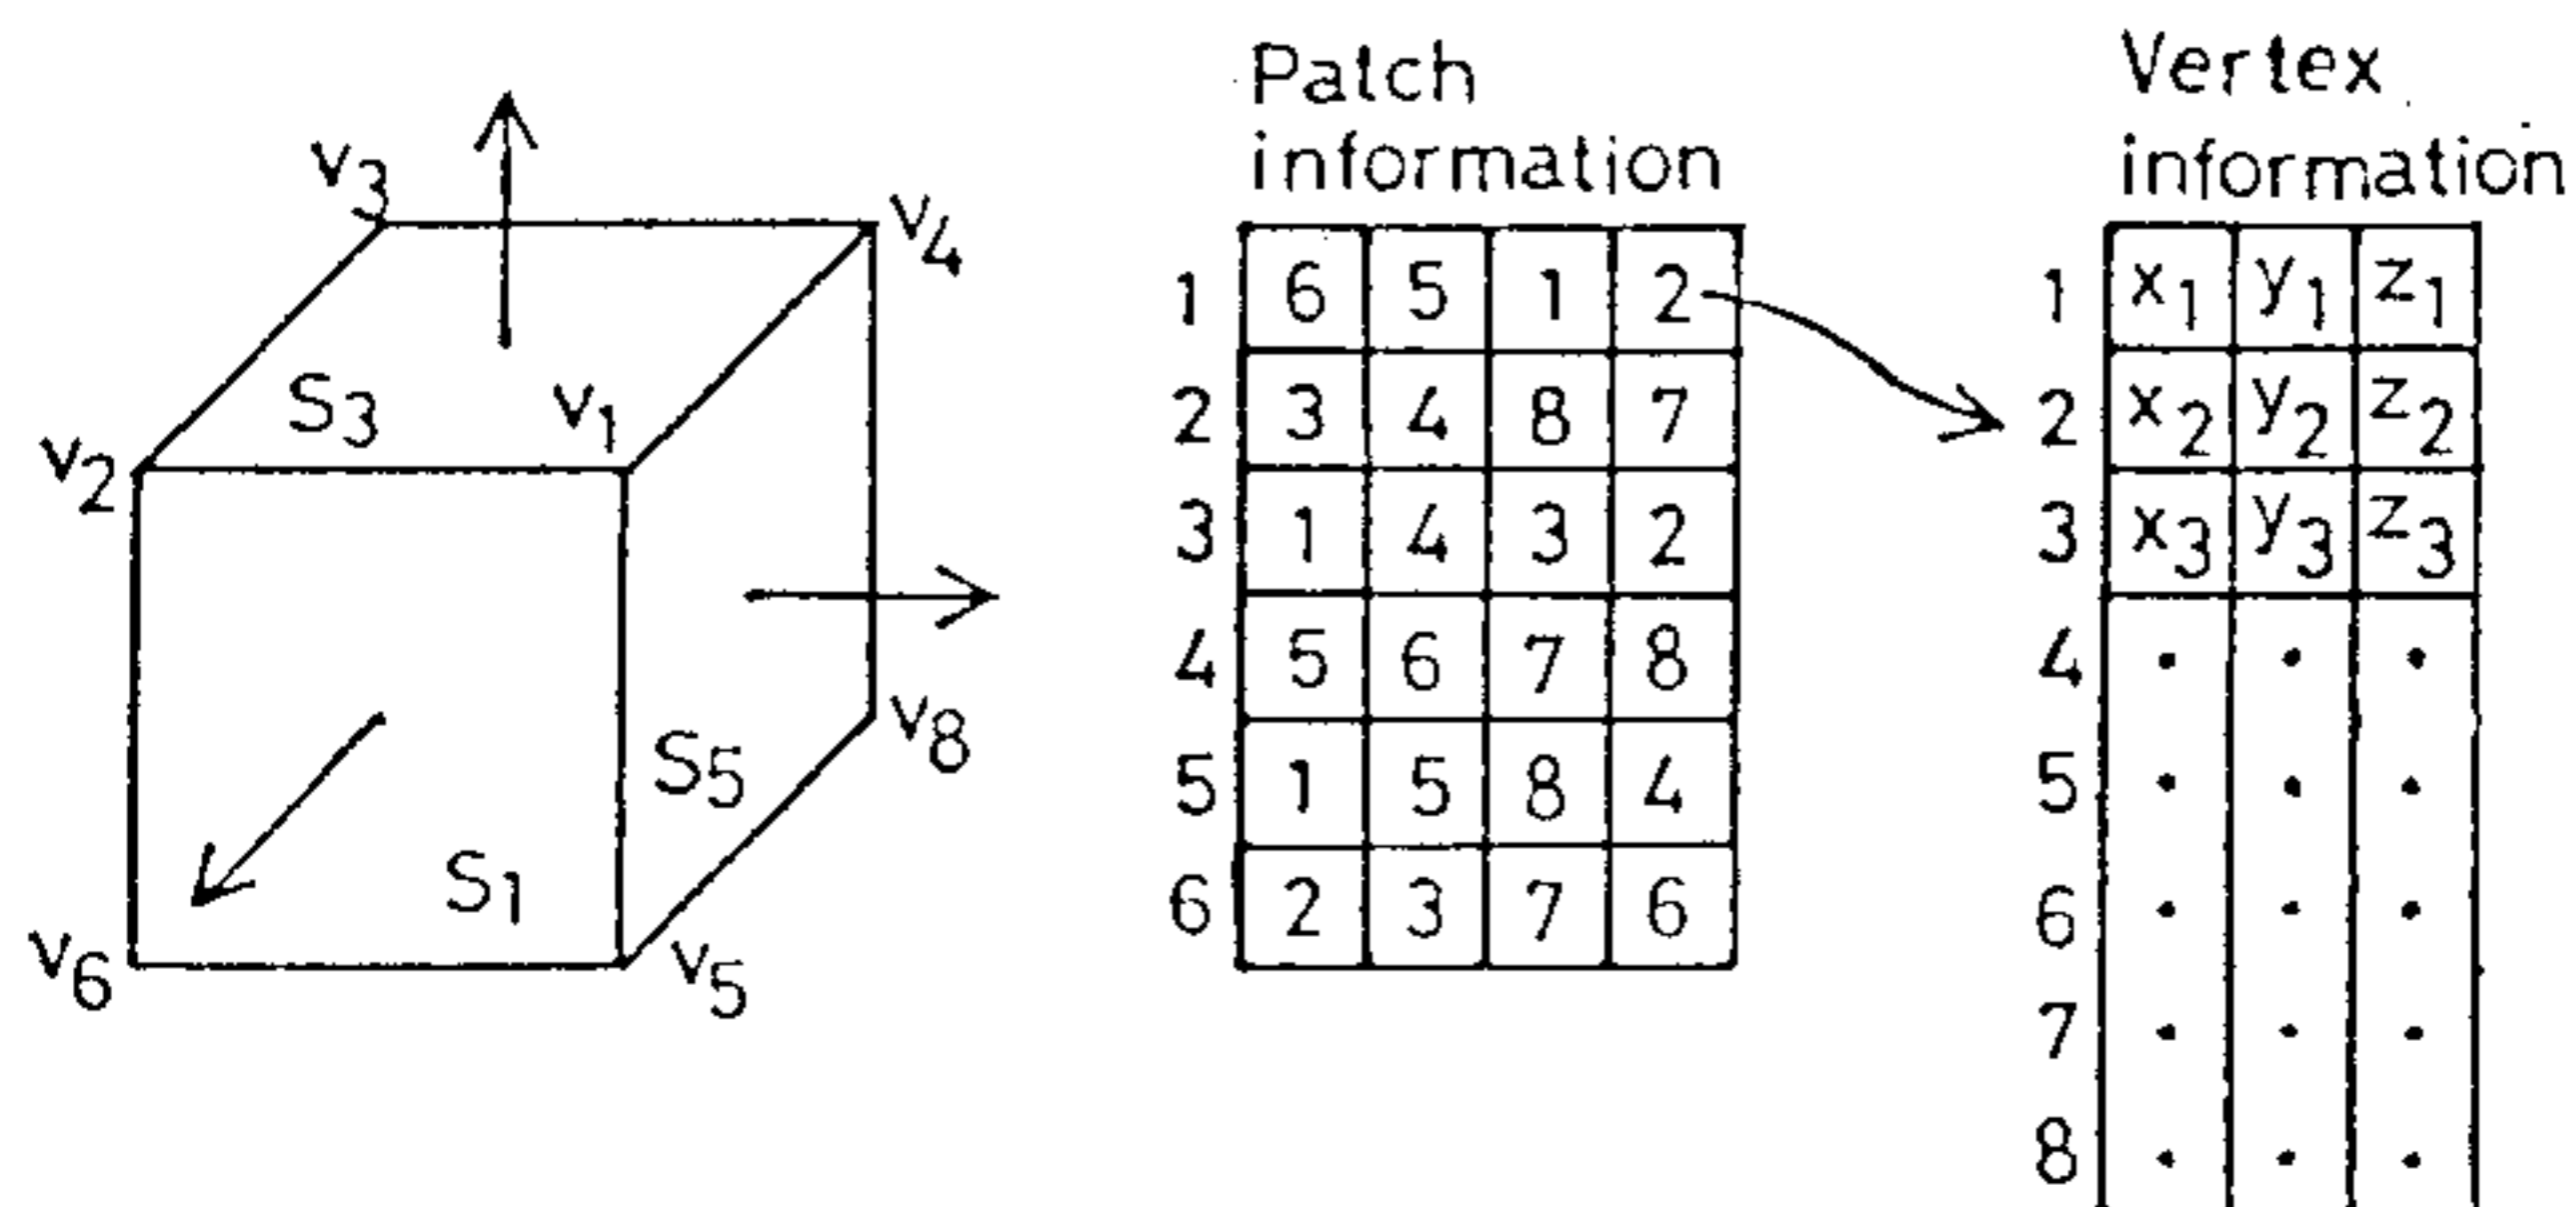 v3
v4
S3
v1
v2
S5
v8
S1
v6
v5
Patch
information
1 6 5 1 2
2 3 4 8 7
3 1 4 3 2
4 5 6 7 8
5 1 5 8 4
6 2 3 7 6
Vertex
information
1 x1 y1 z1
2 x2 y2 z2
3 x3 y3 z3
4 . . .
5 . . .
6 . . .
7 . . .
8 . . .